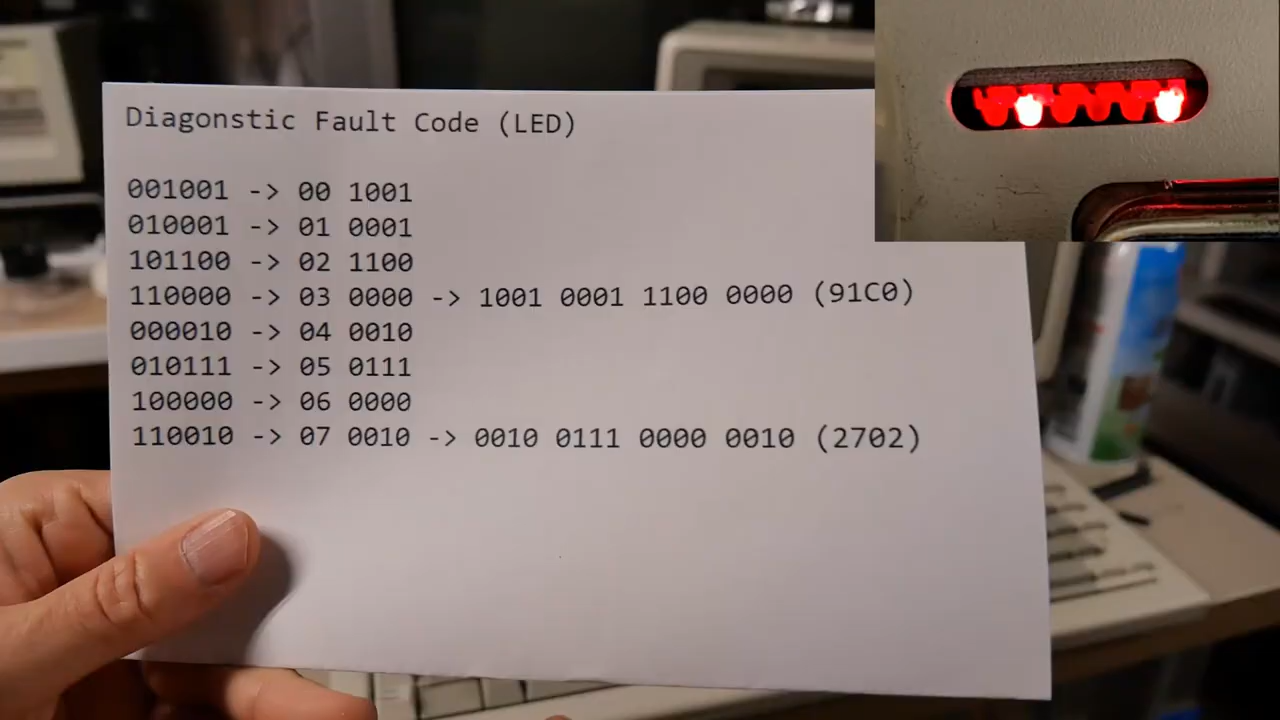 Diagonstic Fault Code (LED)
001001 -> 00 1001
010001 -> 01 0001
101100 -> 02 1100
110000 -> 03 0000 -> 1001 0001 1100 0000 (91C0)
000010 -> 04 0010
010111 -> 05 0111
100000 -> 06 0000
110010 -> 07 0010 -> 0010 0111 0000 0010 (2702)